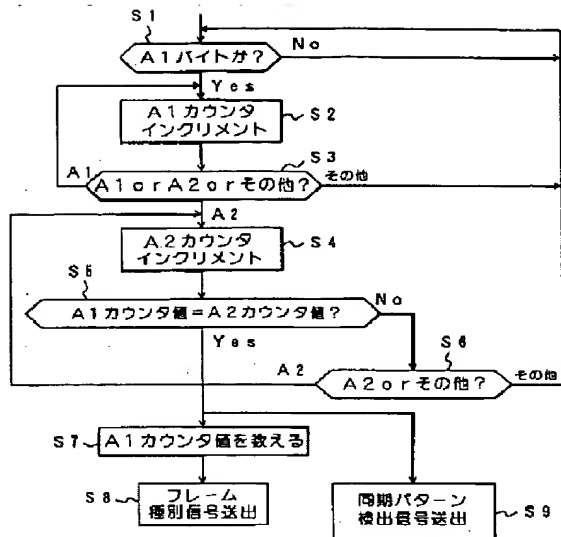 S1
A1バイトか?
No
Yes
A1カウンタ
インクリメント
S2
S3
A1
A1orA2orその他?
その他
A2
A2カウンタ
インクリメント
S4
S5
A1カウンタ値=A2カウンタ値?
No
Yes
S6
A2
A2orその他?
その他
S7
A1カウンタ値を数える
S8
フレーム
種別信号送出
同期パターン
検出信号送出
S9